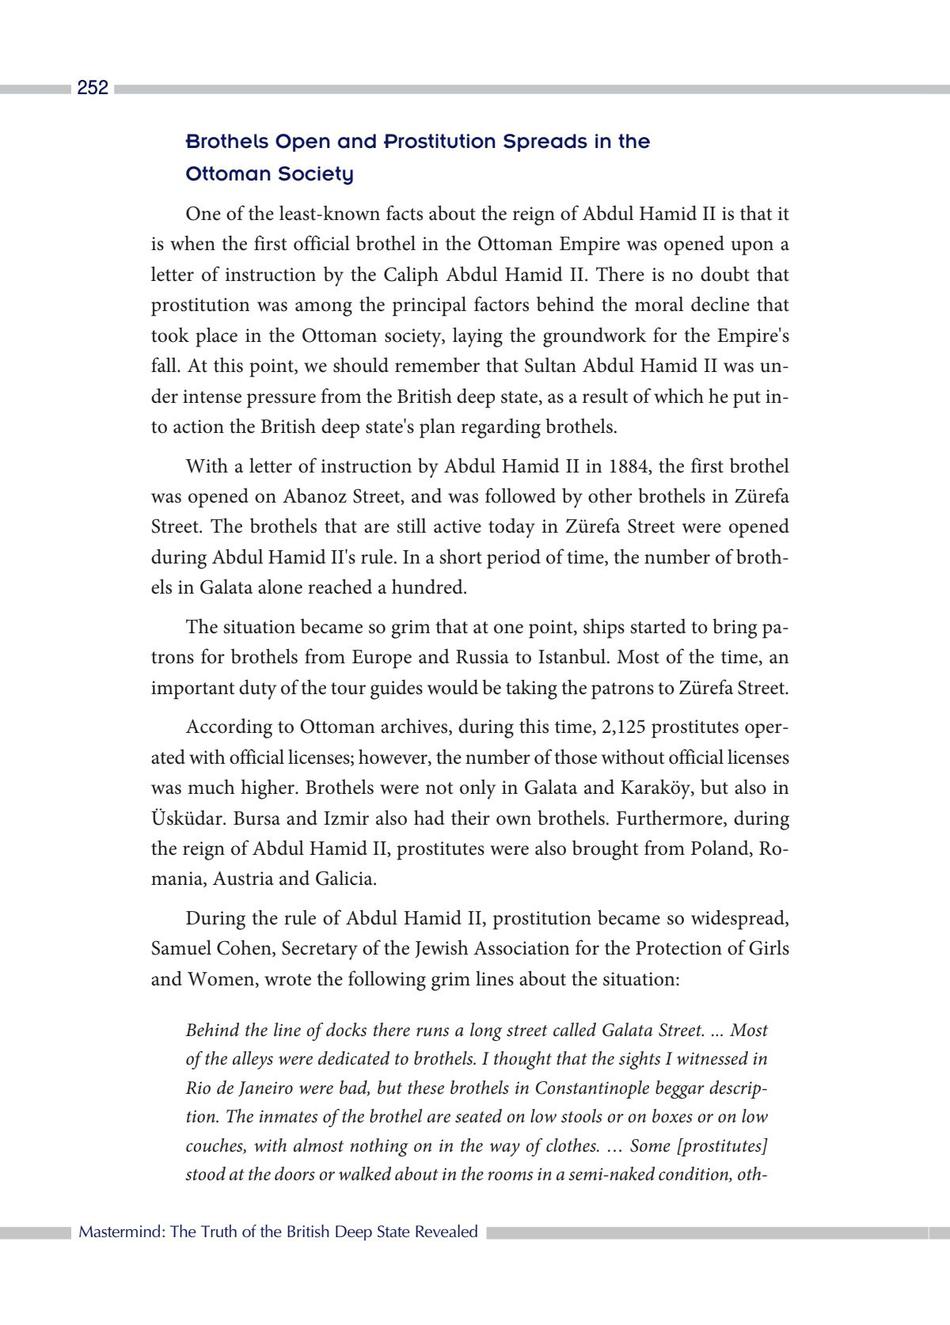 252
Brothels Open and Prostitution Spreads in the
Ottoman Society
One of the least-known facts about the reign of Abdul Hamid II is that it
is when the first official brothel in the Ottoman Empire was opened upon a
letter of instruction by the Caliph Abdul Hamid II. There is no doubt that
prostitution was among the principal factors behind the moral decline that
took place in the Ottoman society, laying the groundwork for the Empire's
fall. At this point, we should remember that Sultan Abdul Hamid II was un-
der intense pressure from the British deep state, as a result of which he put in-
to action the British deep state's plan regarding brothels.
With a letter of instruction by Abdul Hamid II in 1884, the first brothel
was opened on Abanoz Street, and was followed by other brothels in Zürefa
Street. The brothels that are still active today in Zürefa Street were opened
during Abdul Hamid II's rule. In a short period of time, the number of broth-
els in Galata alone reached a hundred.
The situation became so grim that at one point, ships started to bring pa-
trons for brothels from Europe and Russia to Istanbul. Most of the time, an
important duty of the tour guides would be taking the patrons to Zürefa Street.
According to Ottoman archives, during this time, 2,125 prostitutes oper-
ated with official licenses; however, the number of those without official licenses
was much higher. Brothels were not only in Galata and Karaköy, but also in
Üsküdar. Bursa and Izmir also had their own brothels. Furthermore, during
the reign of Abdul Hamid II, prostitutes were also brought from Poland, Ro-
mania, Austria and Galicia.
During the rule of Abdul Hamid II, prostitution became so widespread,
Samuel Cohen, Secretary of the Jewish Association for the Protection of Girls
and Women, wrote the following grim lines about the situation:
Behind the line of docks there runs a long street called Galata Street. ... Most
of the alleys were dedicated to brothels. I thought that the sights I witnessed in
Rio de Janeiro were bad, but these brothels in Constantinople beggar descrip-
tion. The inmates of the brothel are seated on low stools or on boxes or on low
couches, with almost nothing on in the way of clothes. … Some [prostitutes]
stood at the doors or walked about in the rooms in a semi-naked condition, oth-
Mastermind: The Truth of the British Deep State Revealed